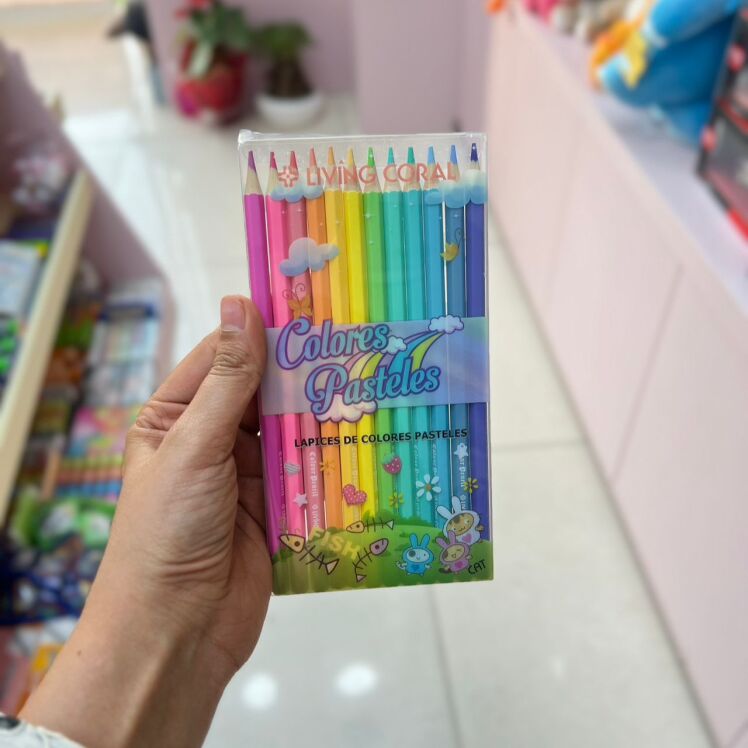 LIVING CORAL
Colores
Pasteles
LAPICES DE COLORES PASTELES
FISH
CAT